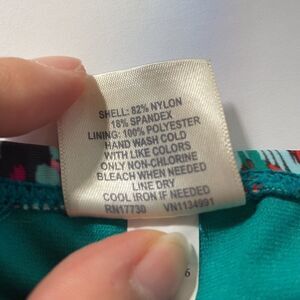 SHELL: 82% NYLON
18% SPANDEX
LINING: 100% POLYESTER
HAND WASH COLD
WITH LIKE COLORS
ONLY NON-CHLORINE
BLEACH WHEN NEEDED
LINE DRY
COOL IRON IF NEEDED
RN17730 VN1134991
6